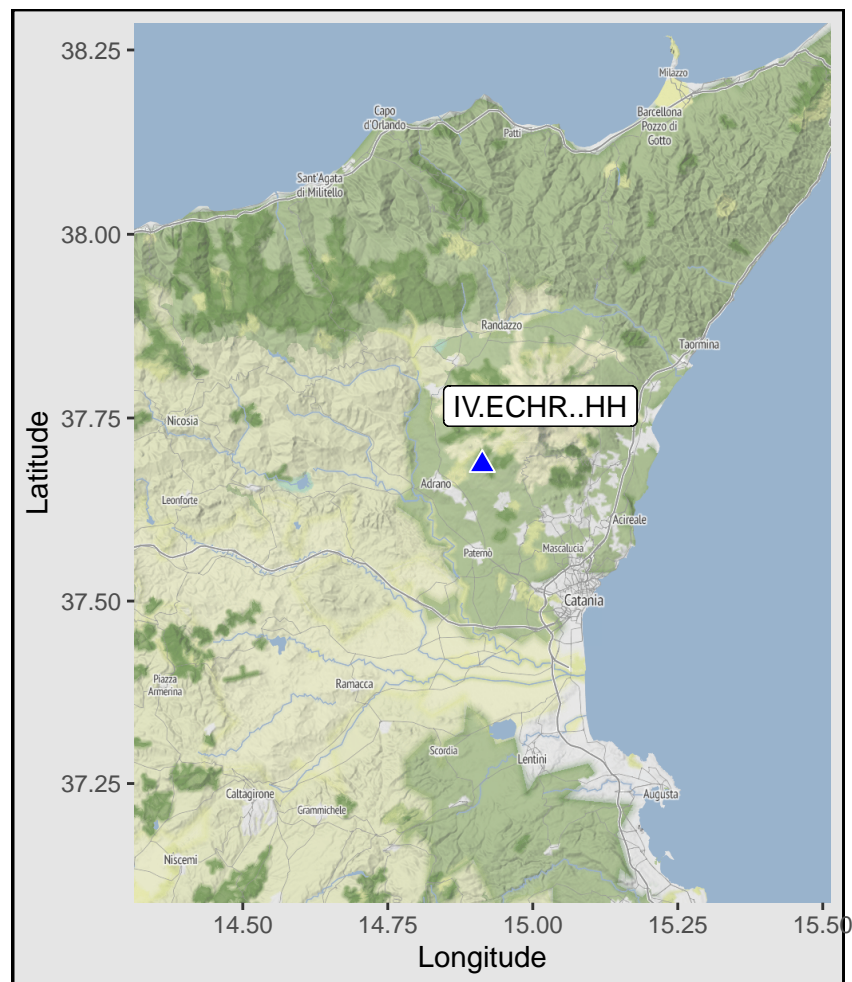 38.25
Milazzo
Capo
d'Orlando
Barcellona
Pozzo di
Gotto
Patti
Sant'Agata
di Militello
38.00
Randazzo
Taormina
37.75
IV.ECHR..HH
Nicosia
Adrano
Leonforte
Acireale
Paternò
Mascalucia
37.50
Catania
Piazza
Armerina
Ramacca
Scordia
Lentini
37.25
Caltagirone
Augusta
Grammichele
Niscemi
14.50
14.75
15.00
15.25
15.50
Longitude
Latitude